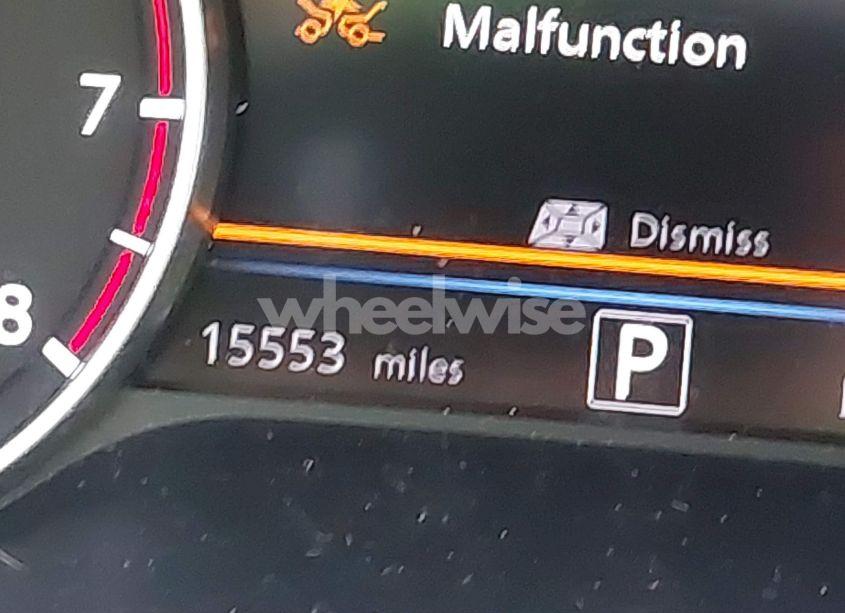 Malfunction
7
Dismiss
8
wheelwise
15553 miles
P